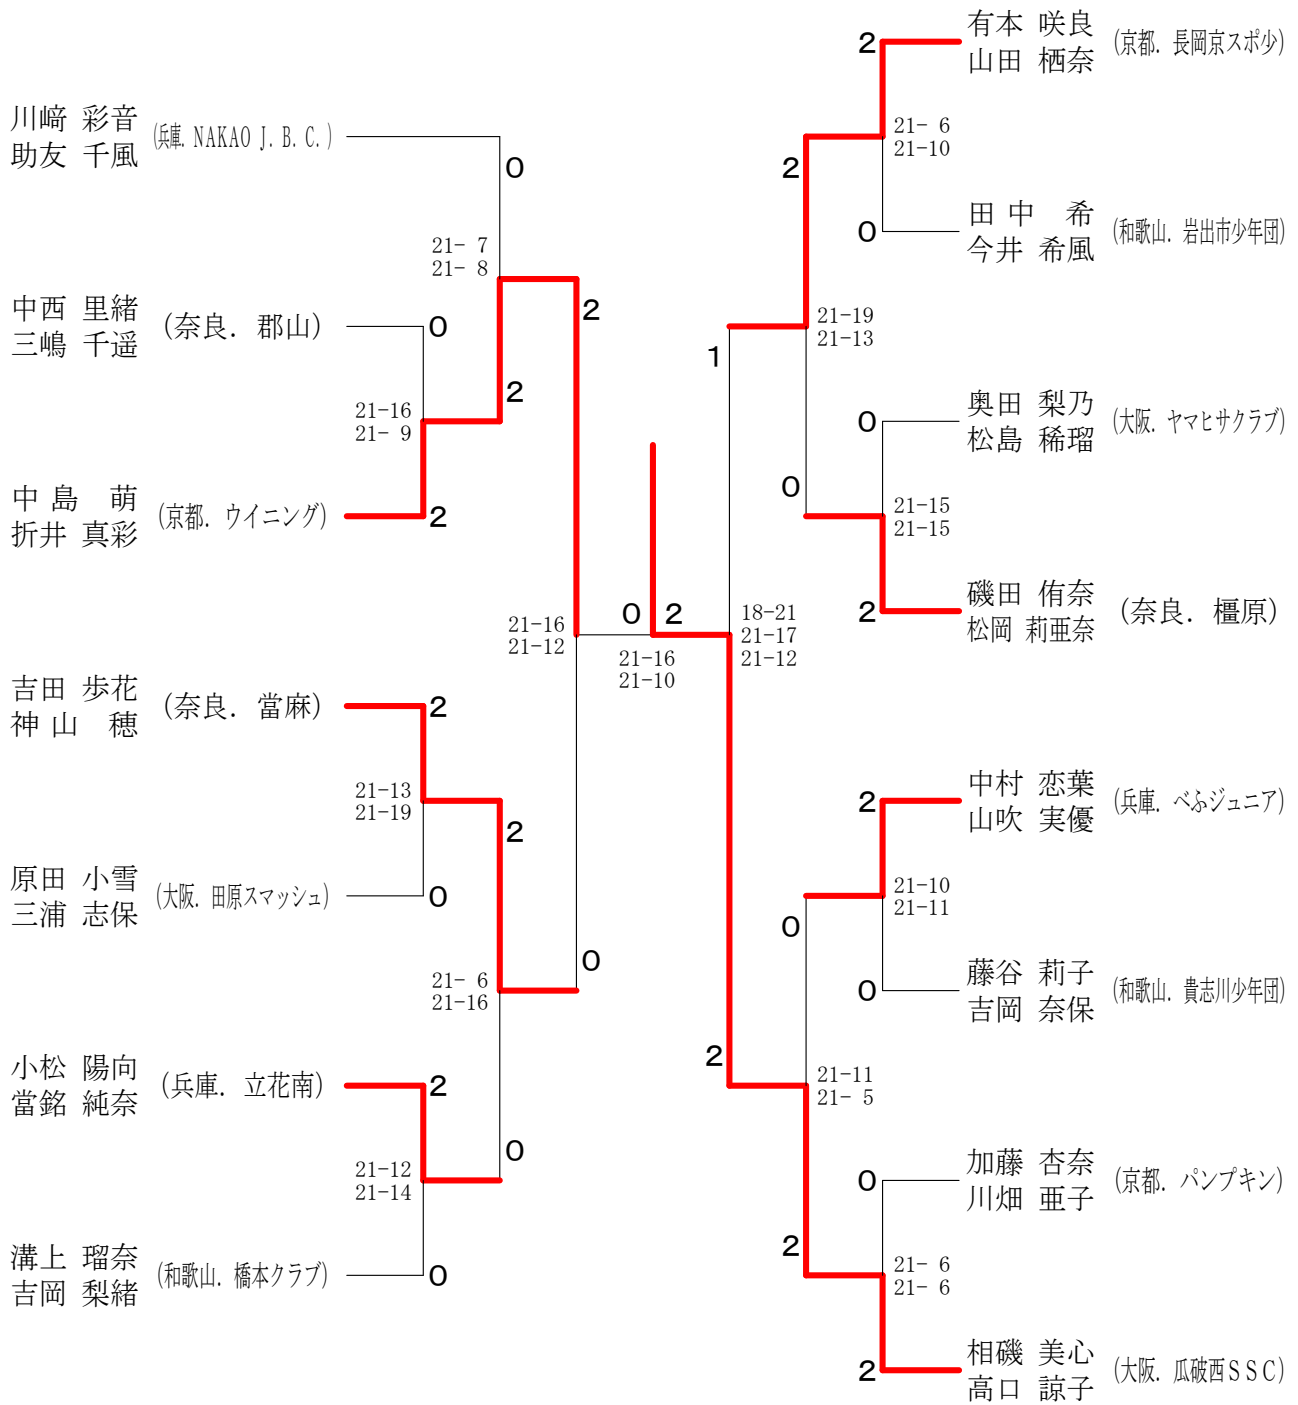 川﨑 彩音
助友 千風
(兵庫. NAKAO J. B. C. )
0
21- 7
21- 8
中西 里緒
三嶋 千遥
(奈良. 郡山)
0
2
2
21-16
21- 9
中 島 萌
折井 真彩
(京都. ウイニング)
2
21-16
21-12
吉田 歩花
神 山 穂
(奈良. 當麻)
2
21-13
21-19
2
原田 小雪
三浦 志保
(大阪. 田原スマッシュ)
0
0
21- 6
21-16
小松 陽向
當銘 純奈
(兵庫. 立花南)
2
0
21-12
21-14
溝上 瑠奈
吉岡 梨緒
(和歌山. 橋本クラブ)
0
0
2
21-16
21-10
有本 咲良
山田 栖奈
(京都. 長岡京スポ少)
2
21- 6
21-10
2
田 中 希
今井 希風
(和歌山. 岩出市少年団)
0
21-19
21-13
1
奥田 梨乃
松島 稀瑠
(大阪. ヤマヒサクラブ)
0
0
21-15
21-15
磯田 侑奈
松岡 莉亜奈
(奈良. 橿原)
2
18-21
21-17
21-12
中村 恋葉
山吹 実優
(兵庫. べふジュニア)
2
21-10
21-11
0
藤谷 莉子
吉岡 奈保
(和歌山. 貴志川少年団)
0
2
21-11
21- 5
加藤 杏奈
川畑 亜子
(京都. パンプキン)
0
2
21- 6
21- 6
相磯 美心
高口 諒子
(大阪. 瓜破西SSC)
2